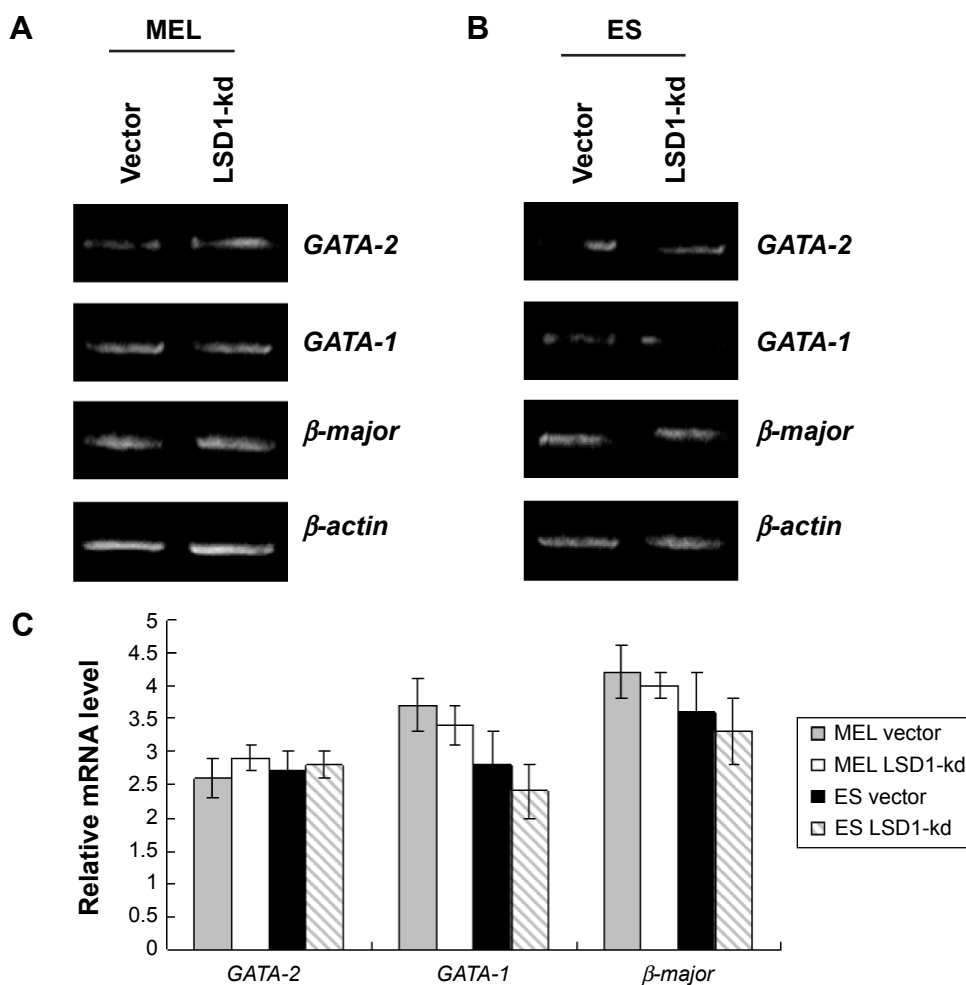 A
MEL
Vector
LSD1-kd
GATA-2
GATA-1
β-major
β-actin
B
ES
Vector
LSD1-kd
GATA-2
GATA-1
β-major
β-actin
C
Relative mRNA level
5
4.5
4
3.5
3
2.5
2
1.5
1
0.5
0
GATA-2
GATA-1
β-major
MEL vector
MEL LSD1-kd
ES vector
ES LSD1-kd